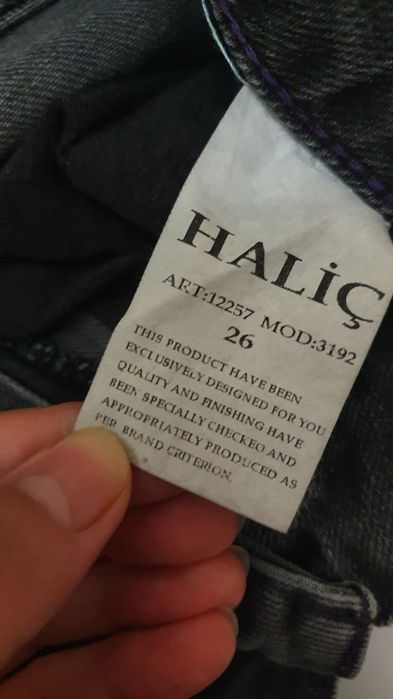 HALİÇ
ART:12257 MOD:3192
26
THIS PRODUCT HAVE BEEN
EXCLUSIVELY DESIGNED FOR YOU
QUALITY AND FINISHING HAVE
BEEN SPECIALLY CHECKEO AND
APPROPRIATELY PRODUCED AS
PER BRAND CRITERION.